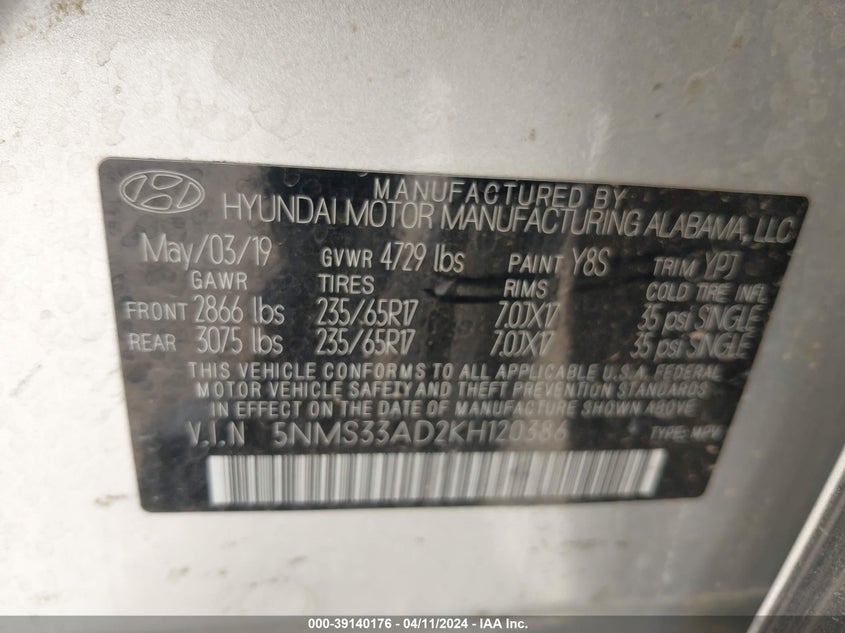 MANUFACTURED BY
HYUNDAI MOTOR MANUFACTURING ALABAMA, LLC
May/03/19 GVWR 4729 lbs PAINT Y8S TRIM YPJ
GAWR TIRES RIMS COLD TIRE INFL
FRONT 2866 lbs 235/65R17 7.0JX17 35 psi SINGLE
REAR 3075 lbs 235/65R17 7.0JX17 35 psi SINGLE
THIS VEHICLE CONFORMS TO ALL APPLICABLE U.S.A. FEDERAL
MOTOR VEHICLE SAFETY AND THEFT PREVENTION STANDARDS
IN EFFECT ON THE DATE OF MANUFACTURE SHOWN ABOVE.
V.I.N 5NMS33AD2KH120386 TYPE: MPV
000-39140176 - 04/11/2024 - IAA Inc.